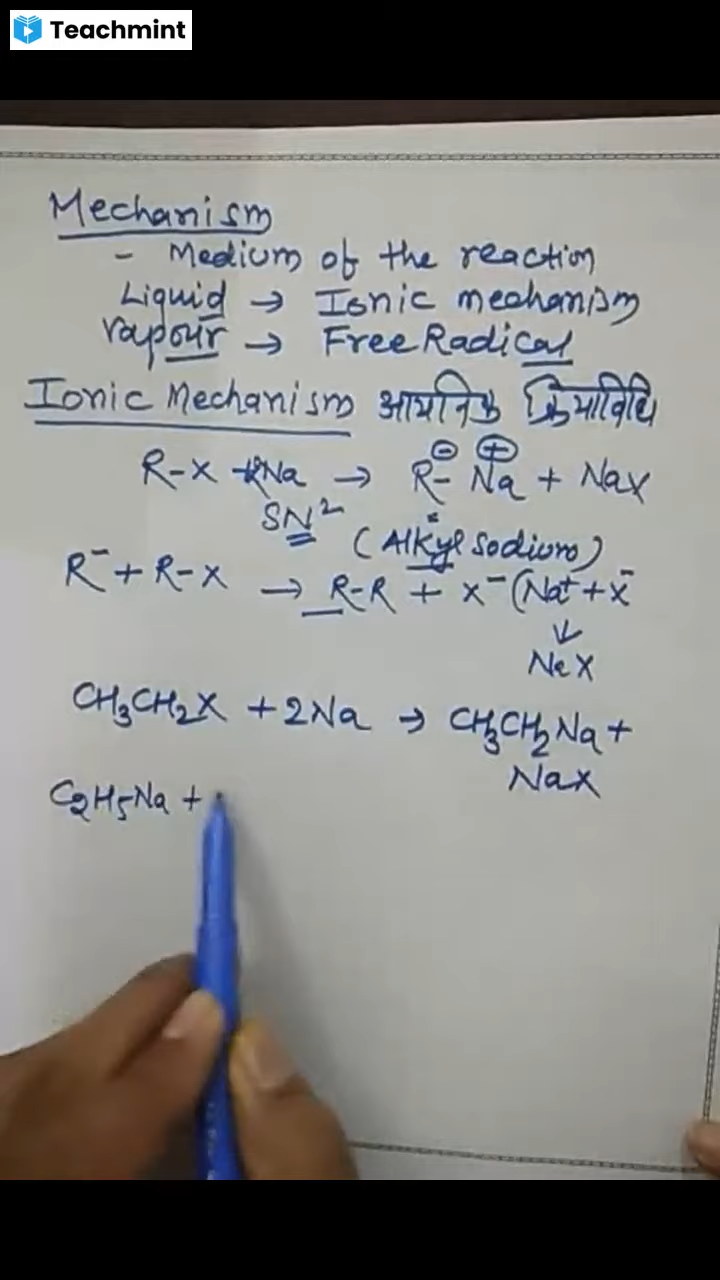 Teachmint
Mechanism
- Medium of the reaction
Liquid → Ionic mechanism
Vapour → Free Radical
Ionic Mechanism आयनिक क्रियाविधि
R-X + 2Na → R⊖- Na⊕ + NaX
SN²
(Alkyl Sodium)
R⁻ + R-X → R-R + X⁻ (Na⁺ + X⁻
↓
NaX
CH₃CH₂X + 2Na → CH₃CH₂Na +
NaX
C₂H₅Na +